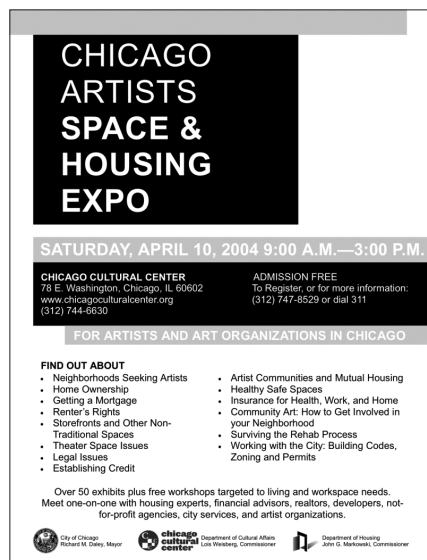 CHICAGO
ARTISTS
SPACE &
HOUSING
EXPO
SATURDAY, APRIL 10, 2004 9:00 A.M.—3:00 P.M.
CHICAGO CULTURAL CENTER
78 E. Washington, Chicago, IL 60602
www.chicagoculturalcenter.org
(312) 744-6630
ADMISSION FREE
To Register, or for more information:
(312) 747-8529 or dial 311
FOR ARTISTS AND ART ORGANIZATIONS IN CHICAGO
FIND OUT ABOUT
• Neighborhoods Seeking Artists
• Home Ownership
• Getting a Mortgage
• Renter's Rights
• Storefronts and Other Non-
Traditional Spaces
• Theater Space Issues
• Legal Issues
• Establishing Credit
• Artist Communities and Mutual Housing
• Healthy Safe Spaces
• Insurance for Health, Work, and Home
• Community Art: How to Get Involved in
your Neighborhood
• Surviving the Rehab Process
• Working with the City: Building Codes,
Zoning and Permits
Over 50 exhibits plus free workshops targeted to living and workspace needs.
Meet one-on-one with housing experts, financial advisors, realtors, developers, not-
for-profit agencies, city services, and artist organizations.
City of Chicago
Richard M. Daley, Mayor
chicago
cultural
center
Department of Cultural Affairs
Lois Weisberg, Commissioner
Department of Housing
John G. Markowski, Commissioner